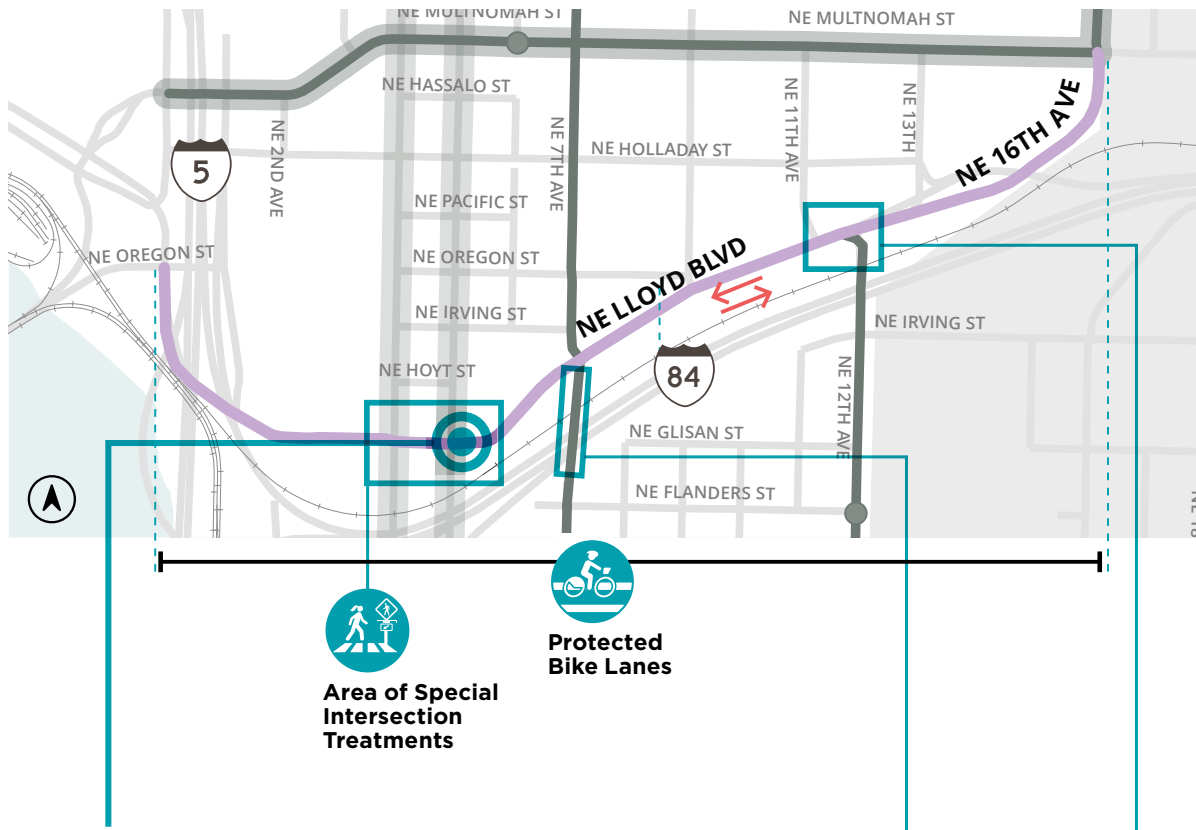 NE MULTNOMAH ST
NE MULTNOMAH ST
NE HASSALO ST
NE 2ND AVE
NE 7TH AVE
NE 11TH AVE
NE 13TH
NE 16TH AVE
NE HOLLADAY ST
5
NE PACIFIC ST
NE OREGON ST
NE OREGON ST
NE LLOYD BLVD
NE IRVING ST
NE IRVING ST
NE HOYT ST
84
NE 12TH AVE
NE GLISAN ST
NE FLANDERS ST
Protected
Bike Lanes
Area of Special
Intersection
Treatments